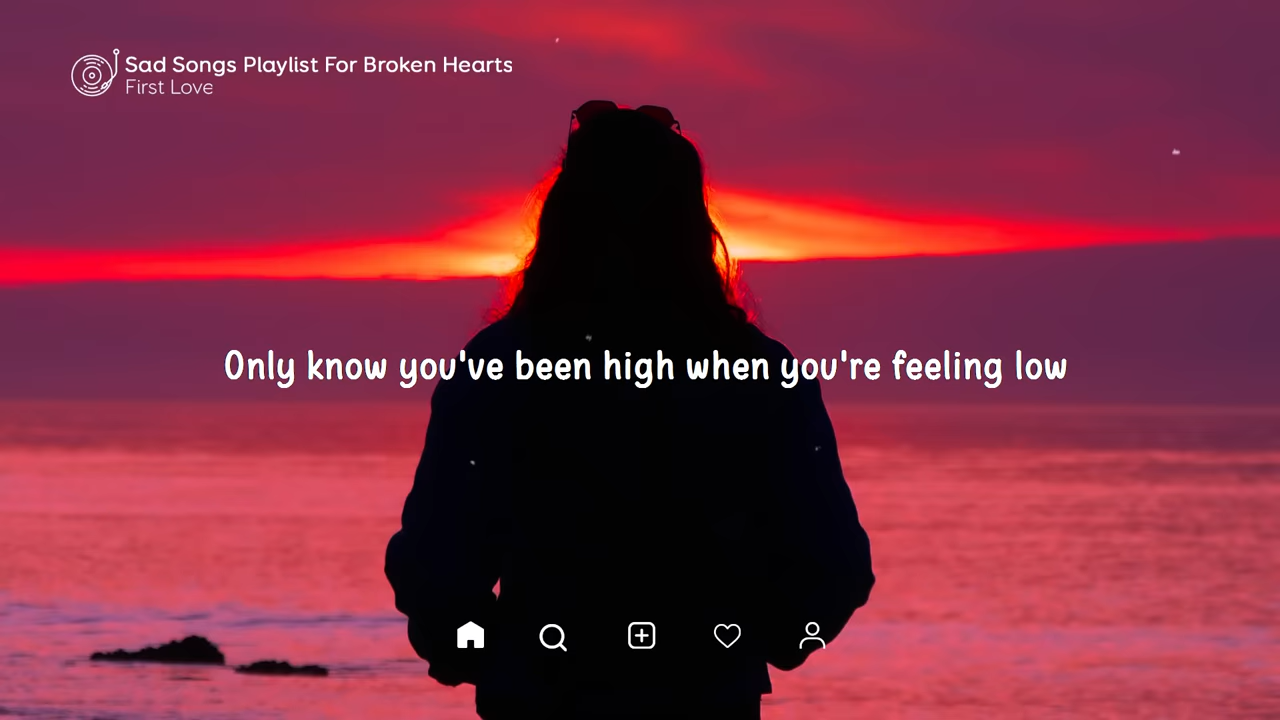 Sad Songs Playlist For Broken Hearts
First Love
Only know you've been high when you're feeling low